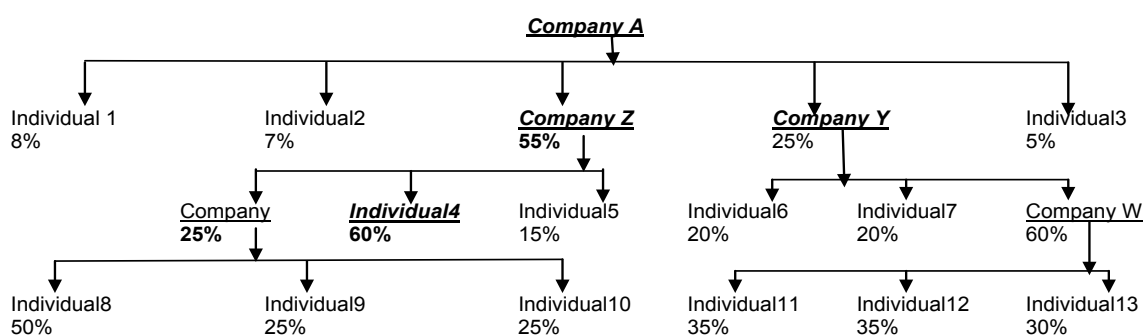 Company A
Individual 1 Individual2 Company Z Company Y Individual3
8% 7% 55% 25% 5%
Company Individual4 Individual5 Individual6 Individual7 Company W
25% 60% 15% 20% 20% 60%
Individual8 Individual9 Individual10 Individual11 Individual12 Individual13
50% 25% 25% 35% 35% 30%